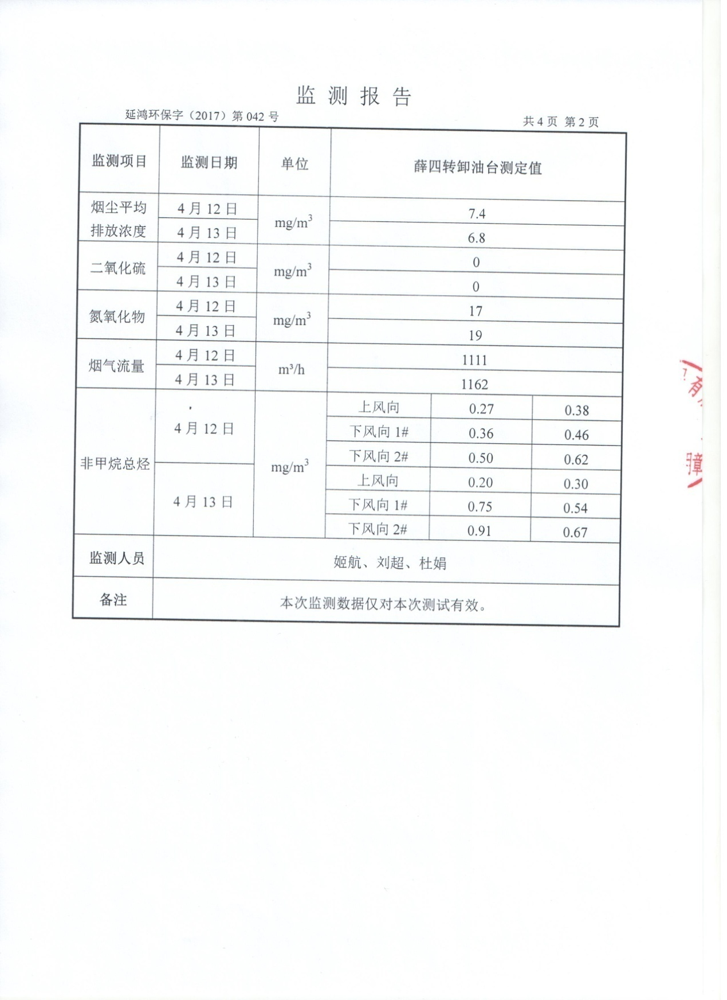 监测报告
延鸿环保字（2017）第 042 号
共 4 页 第 2 页
监测项目 监测日期 单位 薛四转卸油台测定值
烟尘平均排放浓度 4 月 12 日 mg/m³ 7.4
4 月 13 日 6.8
二氧化硫 4 月 12 日 mg/m³ 0
4 月 13 日 0
氮氧化物 4 月 12 日 mg/m³ 17
4 月 13 日 19
烟气流量 4 月 12 日 m³/h 1111
4 月 13 日 1162
非甲烷总烃 4 月 12 日 mg/m³ 上风向 0.27 0.38
下风向 1# 0.36 0.46
下风向 2# 0.50 0.62
4 月 13 日 上风向 0.20 0.30
下风向 1# 0.75 0.54
下风向 2# 0.91 0.67
监测人员 姬航、刘超、杜娟
备注 本次监测数据仅对本次测试有效。
有
章